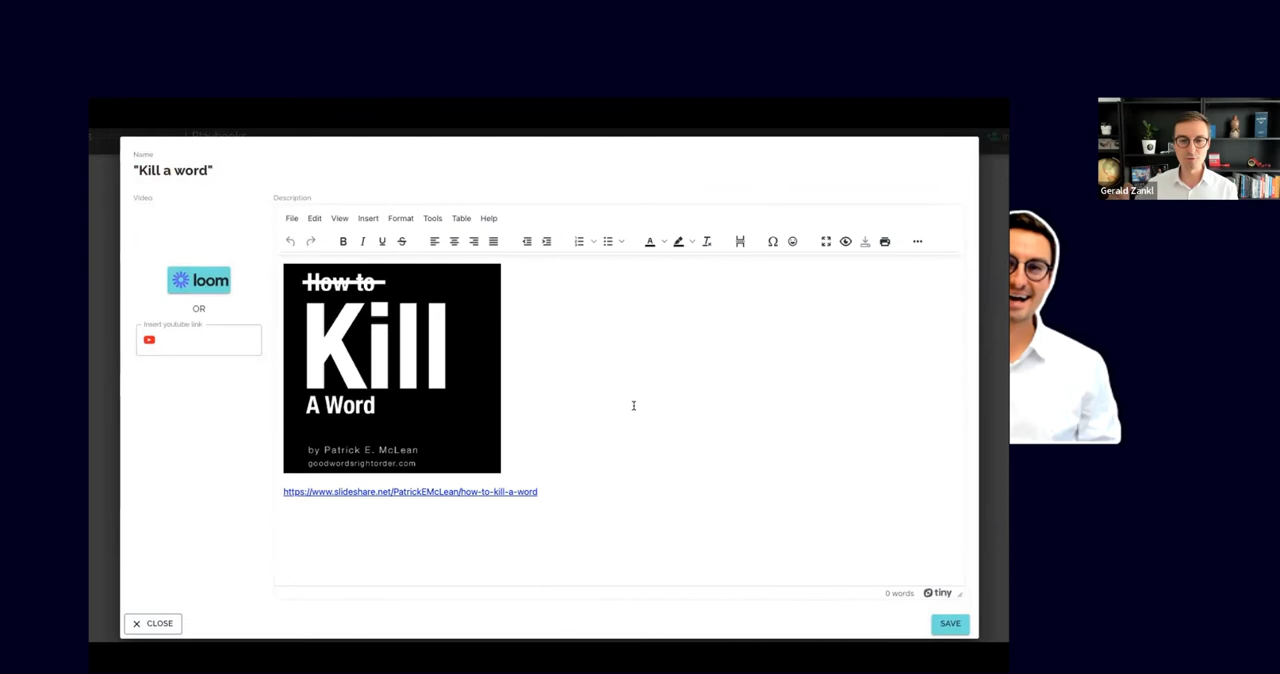 Playbooks
Name
"Kill a word"
Video
Description
File Edit View Insert Format Tools Table Help
B I U S
A
Ω
loom
OR
Insert youtube link
How to
Kill
A Word
by Patrick E. McLean
goodwordsrightorder.com
https://www.slideshare.net/PatrickEMcLean/how-to-kill-a-word
0 words tiny
CLOSE
SAVE
Gerald Zankl